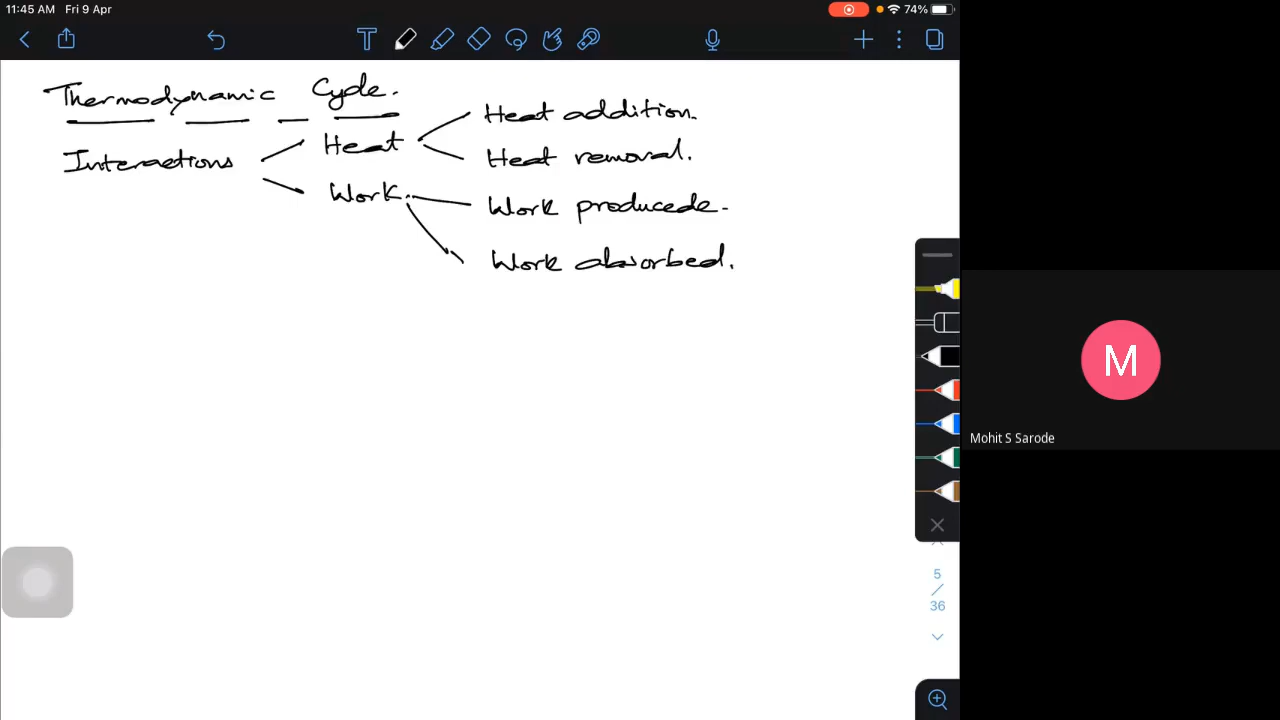 11:45 AM Fri 9 Apr 74%
Thermodynamic Cycle.
Heat addition.
Interactions Heat
Heat removal.
Work.
Work producede.
Work absorbed.
M
Mohit S Sarode
5
/
36